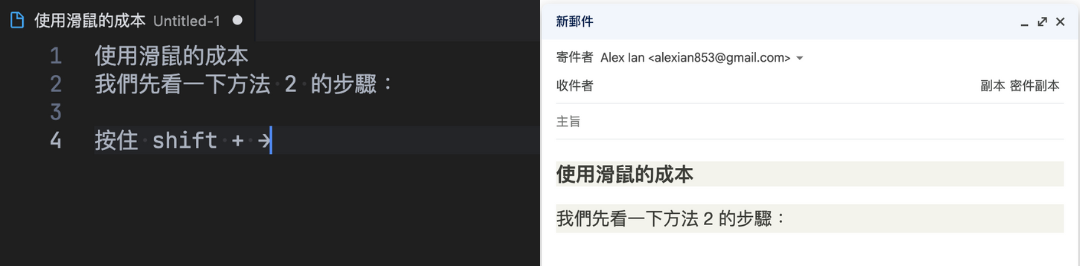 使用滑鼠的成本 Untitled-1
1 使用滑鼠的成本
2 我們先看一下方法 2 的步驟：
3
4 按住 shift + →
新郵件
寄件者 Alex Ian <alexian853@gmail.com>
收件者 副本 密件副本
主旨
使用滑鼠的成本
我們先看一下方法 2 的步驟：